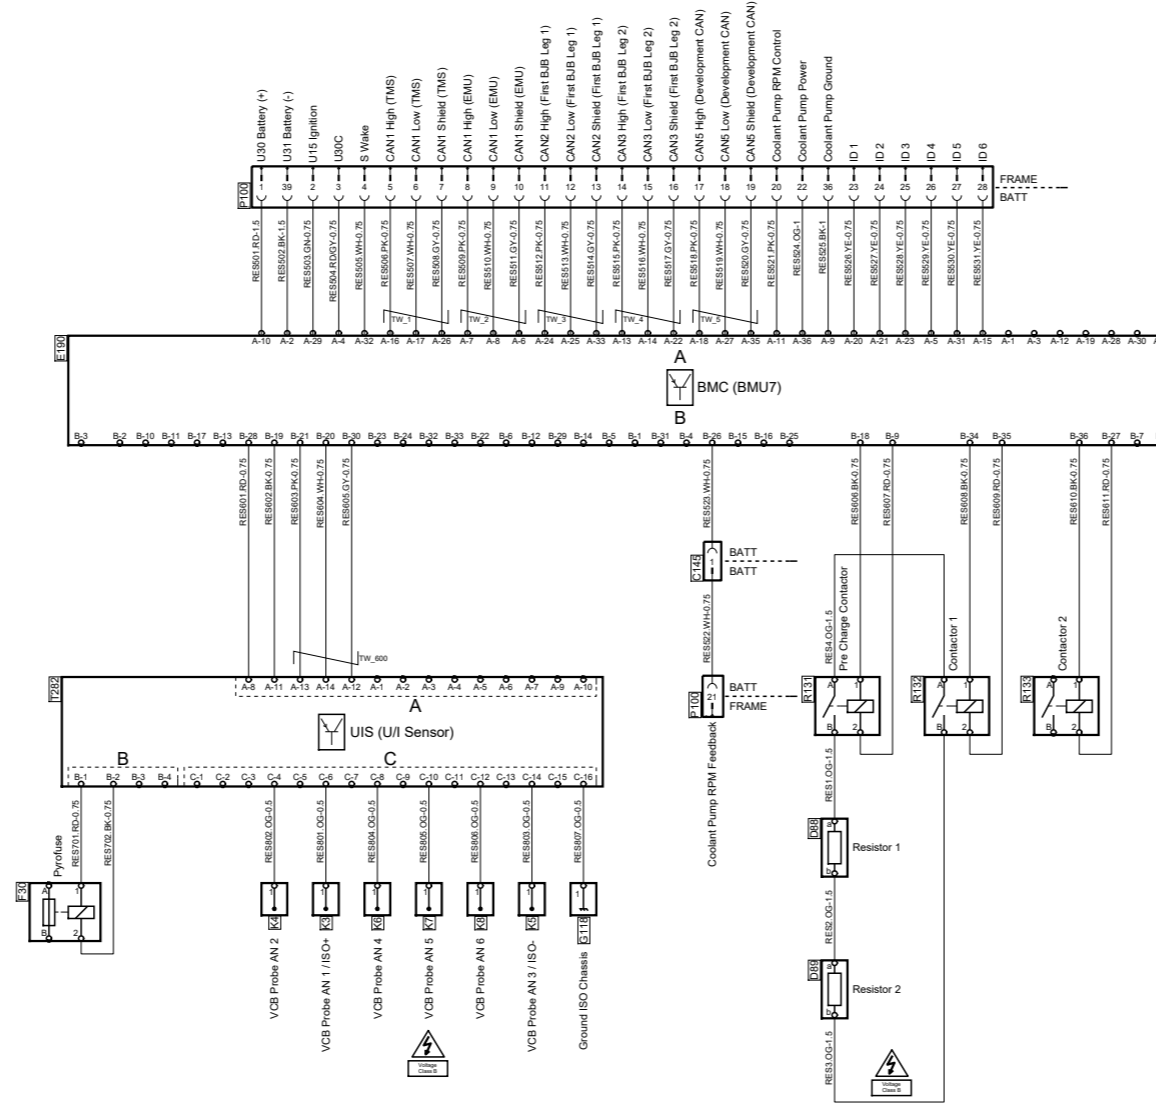 U30 Battery (+)
U31 Battery (-)
U15 Ignition
U30C
S Wake
CAN1 High (TMS)
CAN1 Low (TMS)
CAN1 Shield (TMS)
CAN1 High (EMU)
CAN1 Low (EMU)
CAN1 Shield (EMU)
CAN2 High (First BJB Leg 1)
CAN2 Low (First BJB Leg 1)
CAN2 Shield (First BJB Leg 1)
CAN3 High (First BJB Leg 2)
CAN3 Low (First BJB Leg 2)
CAN3 Shield (First BJB Leg 2)
CAN5 High (Development CAN)
CAN5 Low (Development CAN)
CAN5 Shield (Development CAN)
Coolant Pump RPM Control
Coolant Pump Power
Coolant Pump Ground
ID 1
ID 2
ID 3
ID 4
ID 5
ID 6
P100
1 39 2 3 4 5 6 7 8 9 10 11 12 13 14 15 16 17 18 19 20 22 36 23 24 25 26 27 28
FRAME
BATT
RES501.RD-1.5
RES502.BK-1.5
RES503.GN-0.75
RES504.RD/GY-0.75
RES505.WH-0.75
RES506.PK-0.75
RES507.WH-0.75
RES508.GY-0.75
RES509.PK-0.75
RES510.WH-0.75
RES511.GY-0.75
RES512.PK-0.75
RES513.WH-0.75
RES514.GY-0.75
RES515.PK-0.75
RES516.WH-0.75
RES517.GY-0.75
RES518.PK-0.75
RES519.WH-0.75
RES520.GY-0.75
RES521.PK-0.75
RES524.OG-1
RES525.BK-1
RES526.YE-0.75
RES527.YE-0.75
RES528.YE-0.75
RES529.YE-0.75
RES530.YE-0.75
RES531.YE-0.75
TW_1 TW_2 TW_3 TW_4 TW_5
E190
A-10 A-2 A-29 A-4 A-32 A-16 A-17 A-26 A-7 A-8 A-6 A-24 A-25 A-33 A-13 A-14 A-22 A-18 A-27 A-35 A-11 A-36 A-9 A-20 A-21 A-23 A-5 A-31 A-15 A-1 A-3 A-12 A-19 A-28 A-30
A
BMC (BMU7)
B
B-3 B-2 B-10 B-11 B-17 B-13 B-28 B-19 B-21 B-20 B-30 B-23 B-24 B-32 B-33 B-22 B-6 B-12 B-29 B-14 B-5 B-1 B-31 B-4 B-26 B-15 B-16 B-25 B-18 B-9 B-34 B-35 B-36 B-27 B-7
RES601.RD-0.75
RES602.BK-0.75
RES603.PK-0.75
RES604.WH-0.75
RES605.GY-0.75
RES523.WH-0.75
RES606.BK-0.75
RES607.RD-0.75
RES608.BK-0.75
RES609.RD-0.75
RES610.BK-0.75
RES611.RD-0.75
C145
1
BATT
BATT
TW_600
RES522.WH-0.75
RES4.OG-1.5
Pre Charge Contactor
Contactor 1
Contactor 2
T282
A-8 A-11 A-13 A-14 A-12 A-1 A-2 A-3 A-4 A-5 A-6 A-7 A-9 A-10
A
UIS (U/I Sensor)
B
C
B-1 B-2 B-3 B-4 C-1 C-2 C-3 C-4 C-5 C-6 C-7 C-8 C-9 C-10 C-11 C-12 C-13 C-14 C-15 C-16
P100
21
BATT
FRAME
Coolant Pump RPM Feedback
R131
A 1
B 2
R132
A 1
B 2
R133
A 1
B 2
Pyrofuse
RES701.RD-0.75
RES702.BK-0.75
RES802.OG-0.5
RES801.OG-0.5
RES804.OG-0.5
RES805.OG-0.5
RES806.OG-0.5
RES803.OG-0.5
RES807.OG-0.5
RES11.OG-1.5
F30
A 1
B 2
1 1 1 1 1 1 1
K4
K3
K6
K7
K8
K5
G118
VCB Probe AN 2
VCB Probe AN 1 / ISO+
VCB Probe AN 4
VCB Probe AN 5
VCB Probe AN 6
VCB Probe AN 3 / ISO-
Ground ISO Chassis
D88
a
b
Resistor 1
RES2.OG-1.5
D89
a
b
Resistor 2
RES3.OG-1.5
Voltage
Class B
Voltage
Class B